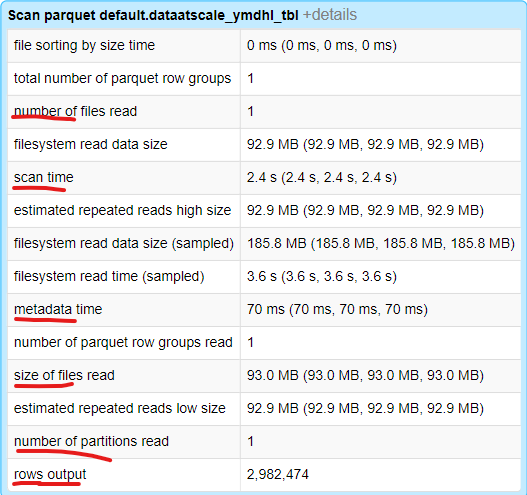 Scan parquet default.dataatscale_ymdhl_tbl +details
file sorting by size time 0 ms (0 ms, 0 ms, 0 ms)
total number of parquet row groups 1
number of files read 1
filesystem read data size 92.9 MB (92.9 MB, 92.9 MB, 92.9 MB)
scan time 2.4 s (2.4 s, 2.4 s, 2.4 s)
estimated repeated reads high size 92.9 MB (92.9 MB, 92.9 MB, 92.9 MB)
filesystem read data size (sampled) 185.8 MB (185.8 MB, 185.8 MB, 185.8 MB)
filesystem read time (sampled) 3.6 s (3.6 s, 3.6 s, 3.6 s)
metadata time 70 ms (70 ms, 70 ms, 70 ms)
number of parquet row groups read 1
size of files read 93.0 MB (93.0 MB, 93.0 MB, 93.0 MB)
estimated repeated reads low size 92.9 MB (92.9 MB, 92.9 MB, 92.9 MB)
number of partitions read 1
rows output 2,982,474